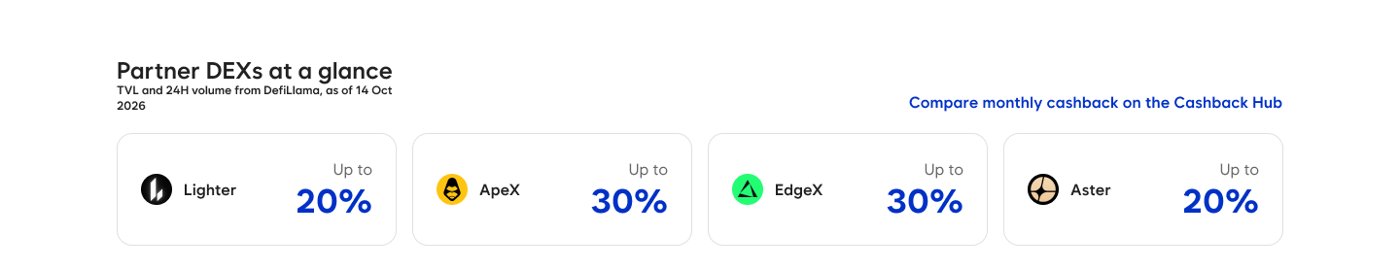 Partner DEXs at a glance
TVL and 24H volume from DefiLlama, as of 14 Oct
2026
Compare monthly cashback on the Cashback Hub
Lighter
Up to
20%
ApeX
Up to
30%
EdgeX
Up to
30%
Aster
Up to
20%